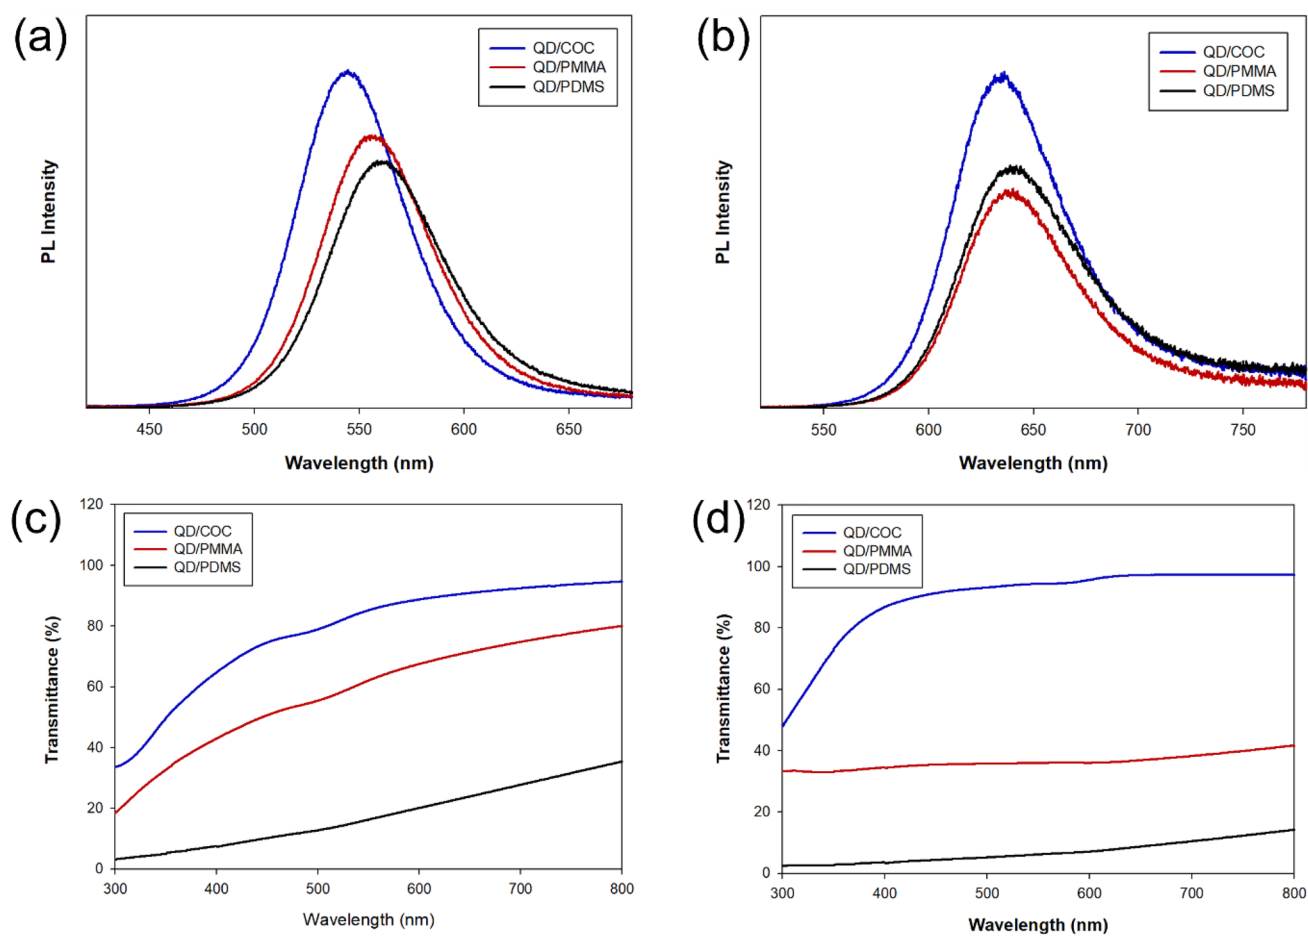 (a)
QD/COC
QD/PMMA
QD/PDMS
PL Intensity
450 500 550 600 650
Wavelength (nm)
(b)
QD/COC
QD/PMMA
QD/PDMS
PL Intensity
550 600 650 700 750
Wavelength (nm)
(c)
QD/COC
QD/PMMA
QD/PDMS
Transmittance (%)
120
100
80
60
40
20
0
300 400 500 600 700 800
Wavelength (nm)
(d)
QD/COC
QD/PMMA
QD/PDMS
Transmittance (%)
120
100
80
60
40
20
0
300 400 500 600 700 800
Wavelength (nm)